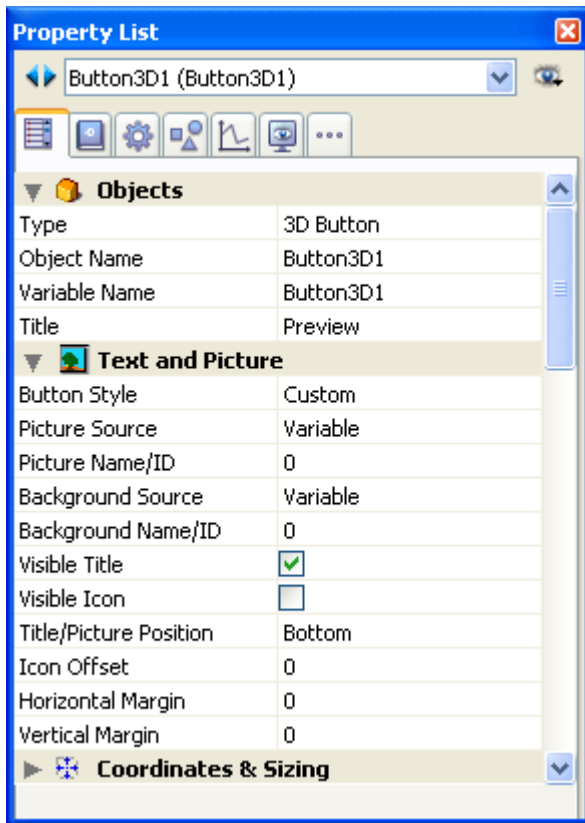 Property List
Button3D1 (Button3D1)
Objects
Type 3D Button
Object Name Button3D1
Variable Name Button3D1
Title Preview
Text and Picture
Button Style Custom
Picture Source Variable
Picture Name/ID 0
Background Source Variable
Background Name/ID 0
Visible Title
Visible Icon
Title/Picture Position Bottom
Icon Offset 0
Horizontal Margin 0
Vertical Margin 0
Coordinates & Sizing